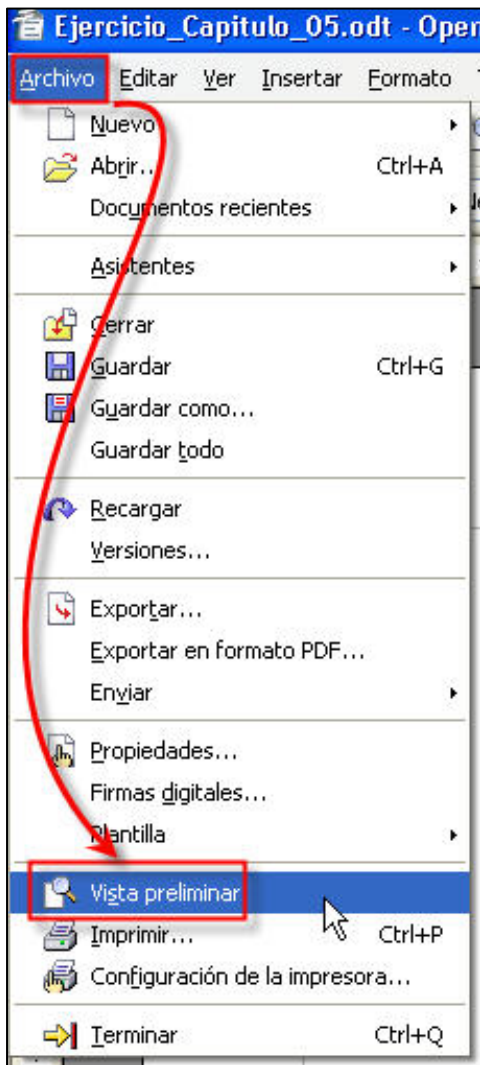 Ejercicio_Capitulo_05.odt - Oper
Archivo Editar Ver Insertar Formato
Nuevo
Abrir... Ctrl+A
Documentos recientes
Asistentes
Cerrar
Guardar Ctrl+G
Guardar como...
Guardar todo
Recargar
Versiones...
Exportar...
Exportar en formato PDF...
Enviar
Propiedades...
Firmas digitales...
Plantilla
Vista preliminar
Imprimir... Ctrl+P
Configuración de la impresora...
Terminar Ctrl+Q